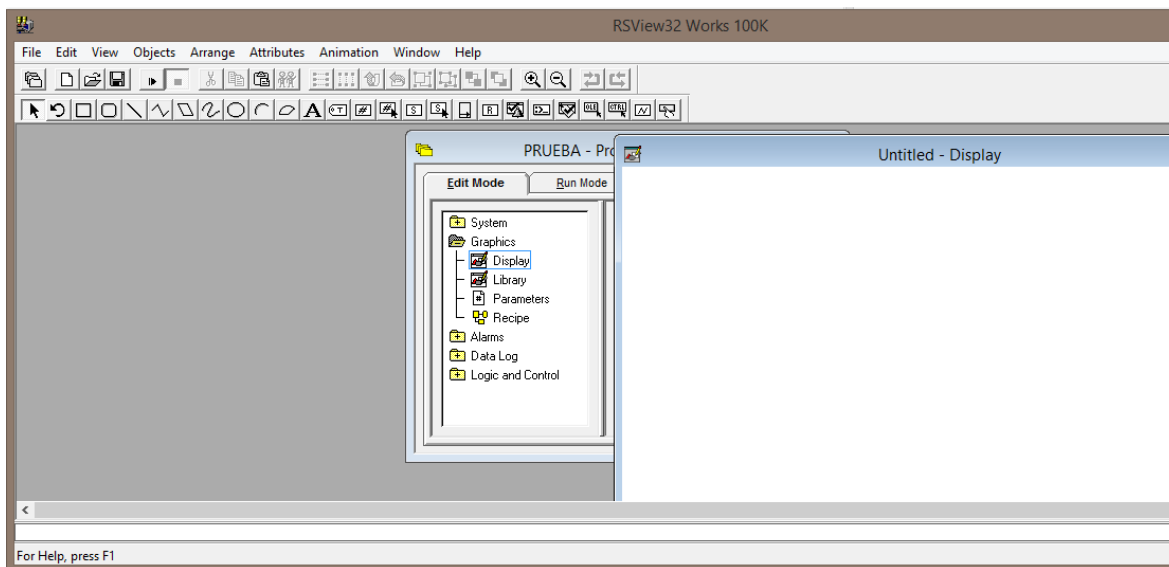 RSView32 Works 100K
File Edit View Objects Arrange Attributes Animation Window Help
PRUEBA - Pro
Untitled - Display
Edit Mode Run Mode
System
Graphics
Display
Library
Parameters
Recipe
Alarms
Data Log
Logic and Control
For Help, press F1